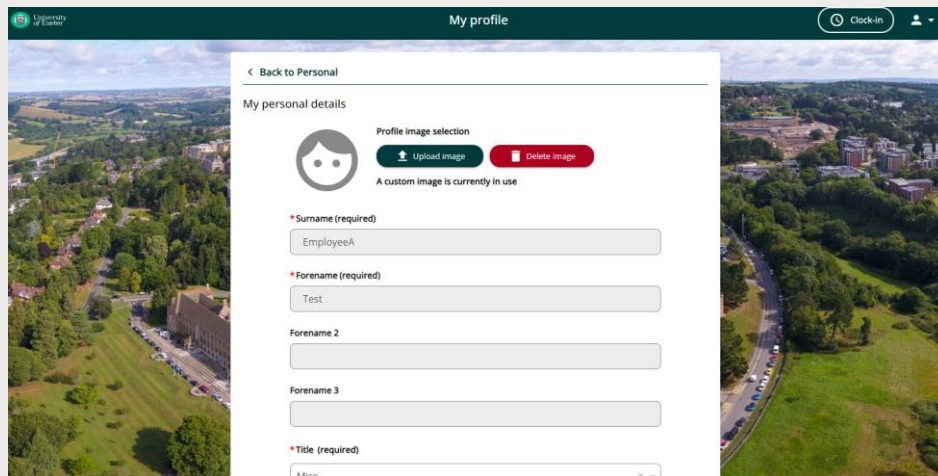 University
of Exeter
My profile
Clock-in
< Back to Personal
My personal details
Profile image selection
Upload image
Delete image
A custom image is currently in use
*Surname (required)
EmployeeA
*Forename (required)
Test
Forename 2
Forename 3
*Title (required)
Miss